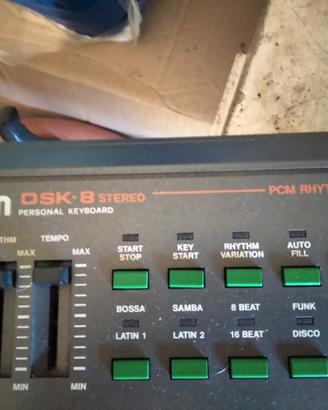 DSK·8 STEREO
PCM RHY
PERSONAL KEYBOARD
THM
TEMPO
MAX
MAX
START
STOP
KEY
START
RHYTHM
VARIATION
AUTO
FILL
BOSSA
SAMBA
8 BEAT
FUNK
LATIN 1
LATIN 2
16 BEAT
DISCO
MIN
MIN